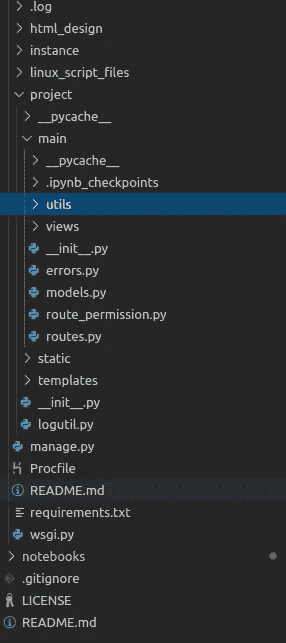 .log
html_design
instance
linux_script_files
project
__pycache__
main
__pycache__
.ipynb_checkpoints
utils
views
__init__.py
errors.py
models.py
route_permission.py
routes.py
static
templates
__init__.py
logutil.py
manage.py
Procfile
README.md
requirements.txt
wsgi.py
notebooks
.gitignore
LICENSE
README.md